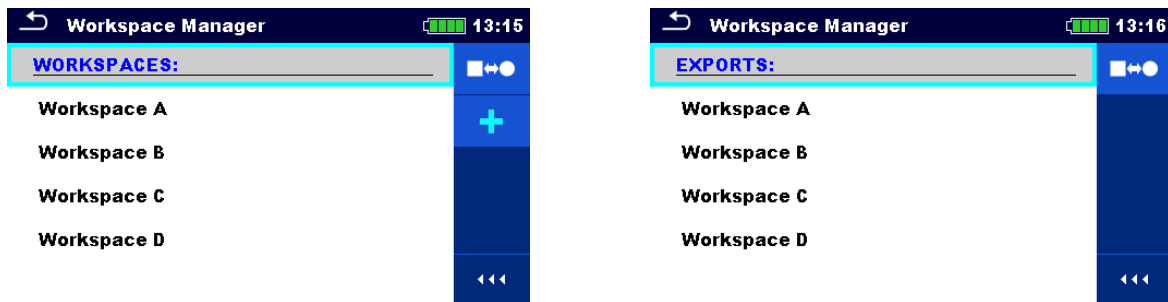 Workspace Manager 13:15
WORKSPACES:
Workspace A
Workspace B
Workspace C
Workspace D
Workspace Manager 13:16
EXPORTS:
Workspace A
Workspace B
Workspace C
Workspace D